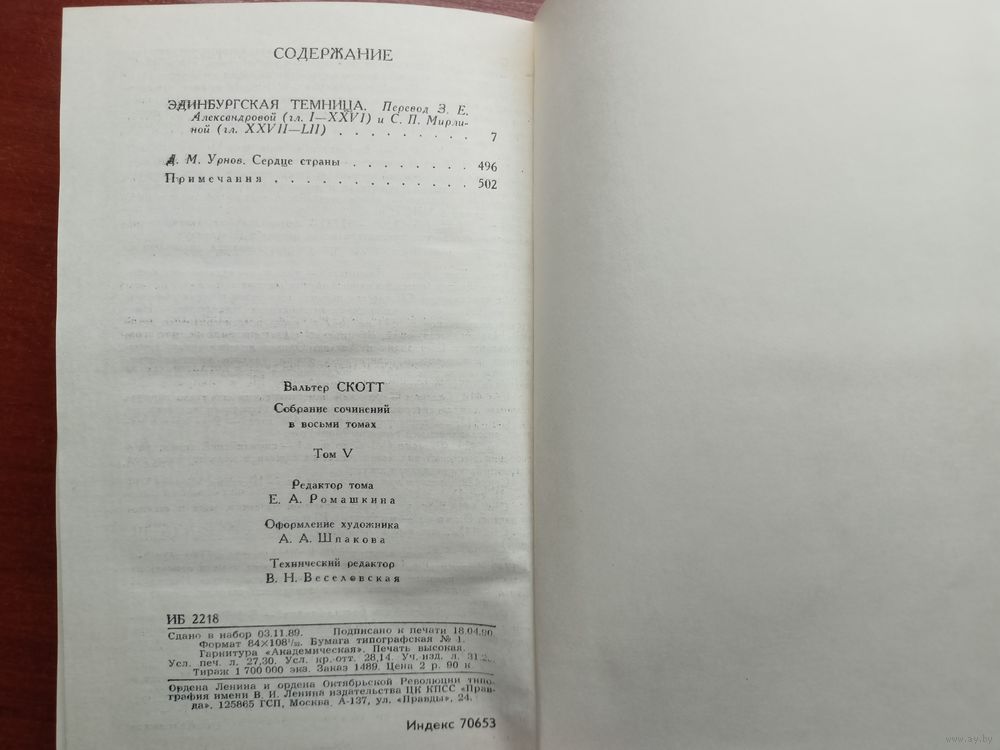 СОДЕРЖАНИЕ
ЭДИНБУРГСКАЯ ТЕМНИЦА. Перевод З. Е.
Александровой (гл. I—XXVI) и С. П. Мирли-
ной (гл. XXVII—LII) . . . . . . . . . 7
Д. М. Урнов. Сердце страны . . . . . . . . 496
Примечания . . . . . . . . . . . . . 502
Вальтер СКОТТ
Собрание сочинений
в восьми томах
Том V
Редактор тома
Е. А. Ромашкина
Оформление художника
А. А. Шпакова
Технический редактор
В. Н. Веселовская
ИБ 2218
Сдано в набор 03.11.89. Подписано к печати 18.04.90.
Формат 84×108¹/₃₂. Бумага типографская № 1.
Гарнитура «Академическая». Печать высокая.
Усл. печ. л. 27,30. Усл. кр.-отт. 28,14. Уч.-изд. л.
Тираж 1 700 000 экз. Заказ 1489. Цена 2 р. 90 к.
Ордена Ленина и ордена Октябрьской Революции типо-
графия имени В. И. Ленина издательства ЦК КПСС «Прав-
да», 125865 ГСП, Москва, А-137, ул. «Правды», 24.
Индекс 70653
www.ay.by